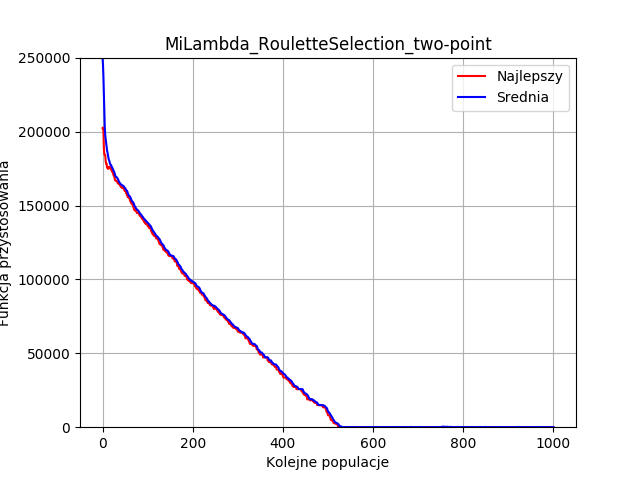 MiLambda_RouletteSelection_two-point
250000
200000
150000
100000
50000
0
Funkcja przystosowania
Najlepszy
Srednia
0 200 400 600 800 1000
Kolejne populacje